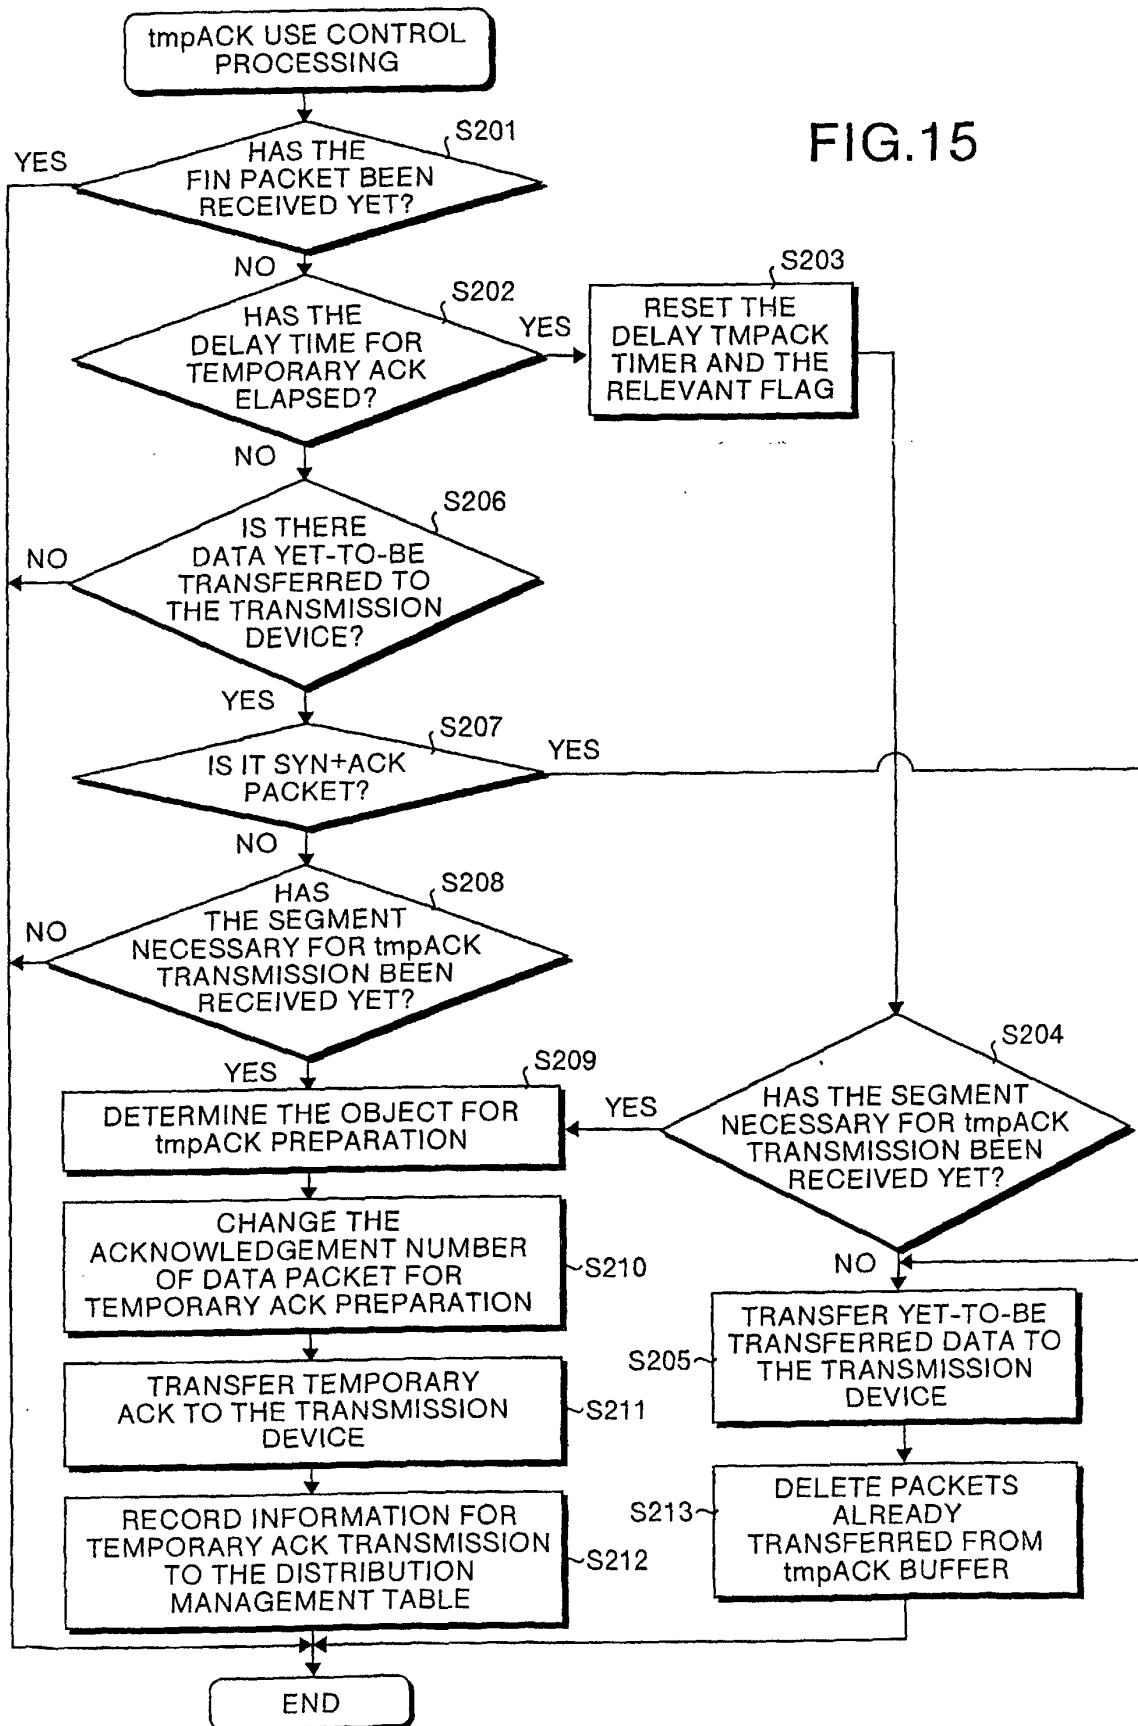 tmpACK USE CONTROL
PROCESSING
FIG.15
S201
YES
HAS THE
FIN PACKET BEEN
RECEIVED YET?
NO
S202
HAS THE
DELAY TIME FOR
TEMPORARY ACK
ELAPSED?
YES
S203
RESET THE
DELAY TMPACK
TIMER AND THE
RELEVANT FLAG
NO
S206
IS THERE
DATA YET-TO-BE
TRANSFERRED TO
THE TRANSMISSION
DEVICE?
NO
YES
S207
IS IT SYN+ACK
PACKET?
YES
NO
S208
HAS
THE SEGMENT
NECESSARY FOR tmpACK
TRANSMISSION BEEN
RECEIVED YET?
NO
YES
S204
HAS THE SEGMENT
NECESSARY FOR tmpACK
TRANSMISSION BEEN
RECEIVED YET?
YES
NO
S209
DETERMINE THE OBJECT FOR
tmpACK PREPARATION
CHANGE THE
ACKNOWLEDGEMENT NUMBER
OF DATA PACKET FOR
TEMPORARY ACK PREPARATION
S210
TRANSFER YET-TO-BE
TRANSFERRED DATA TO
THE TRANSMISSION
DEVICE
S205
TRANSFER TEMPORARY
ACK TO THE TRANSMISSION
DEVICE
S211
DELETE PACKETS
ALREADY
TRANSFERRED FROM
tmpACK BUFFER
S213
RECORD INFORMATION FOR
TEMPORARY ACK TRANSMISSION
TO THE DISTRIBUTION
MANAGEMENT TABLE
S212
END